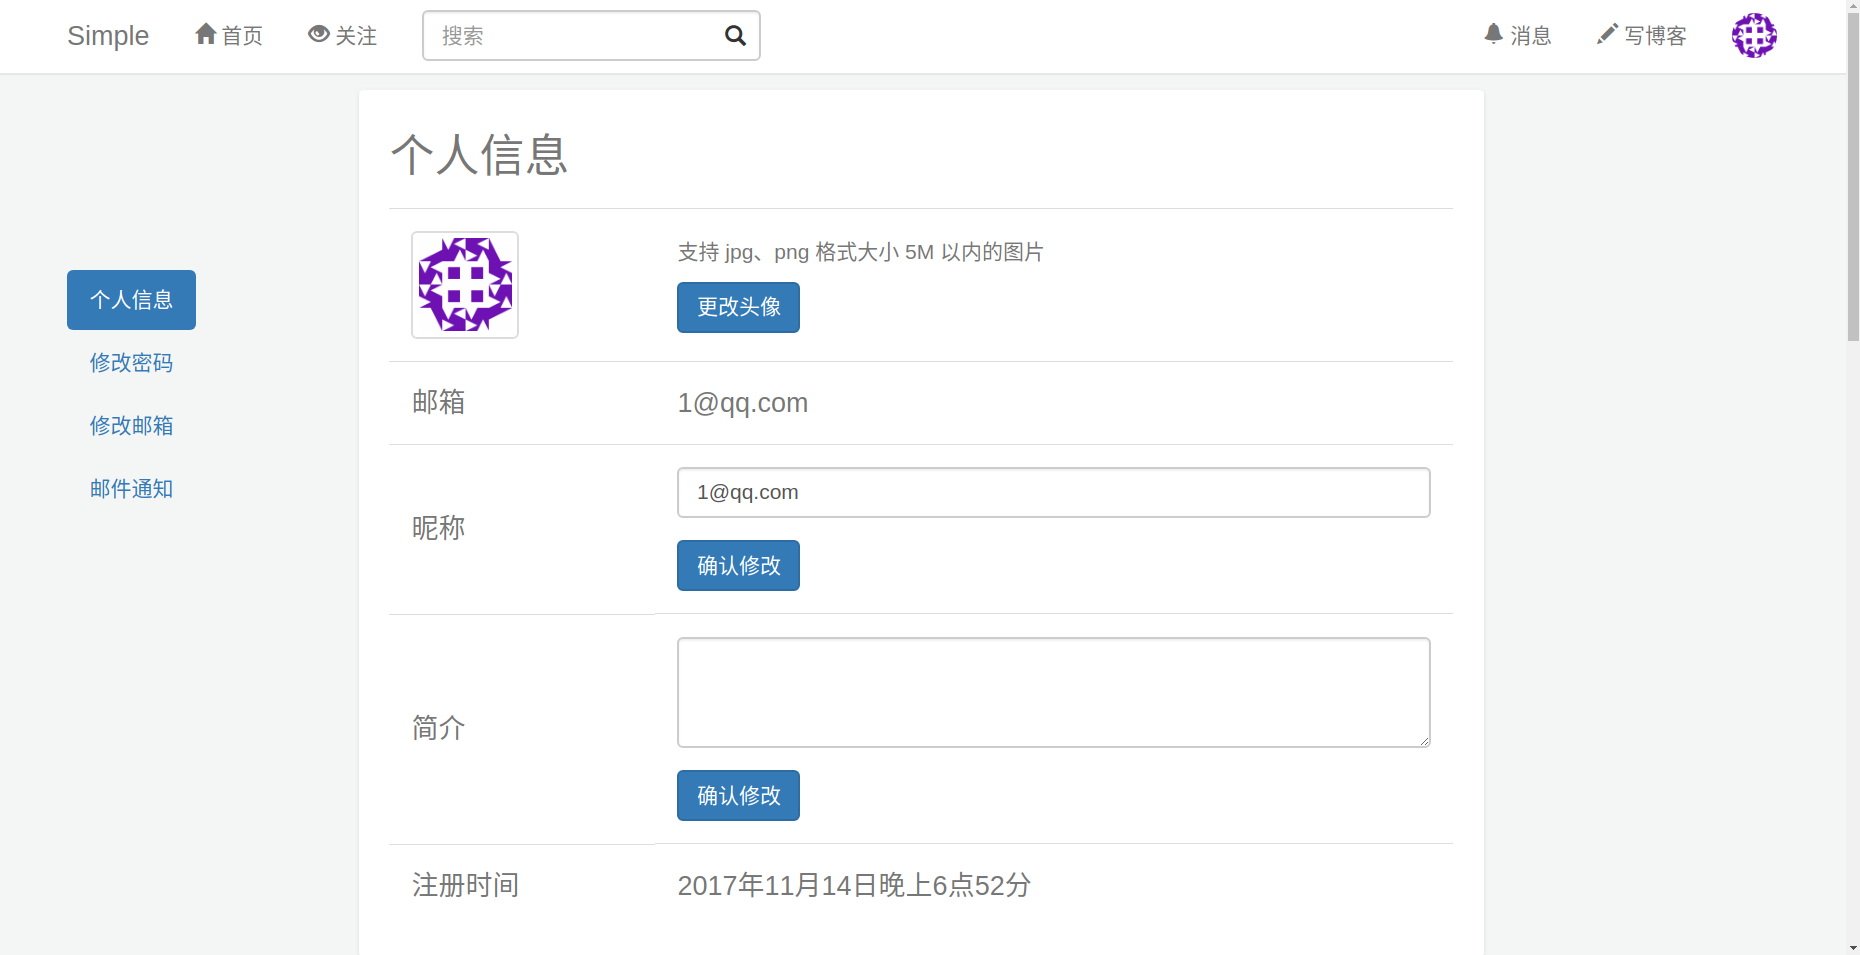 Simple 首页 关注 搜索 消息 写博客
个人信息
支持 jpg、png 格式大小 5M 以内的图片
个人信息
更改头像
修改密码
邮箱 1@qq.com
修改邮箱
邮件通知
1@qq.com
昵称
确认修改
简介
确认修改
注册时间 2017年11月14日晚上6点52分